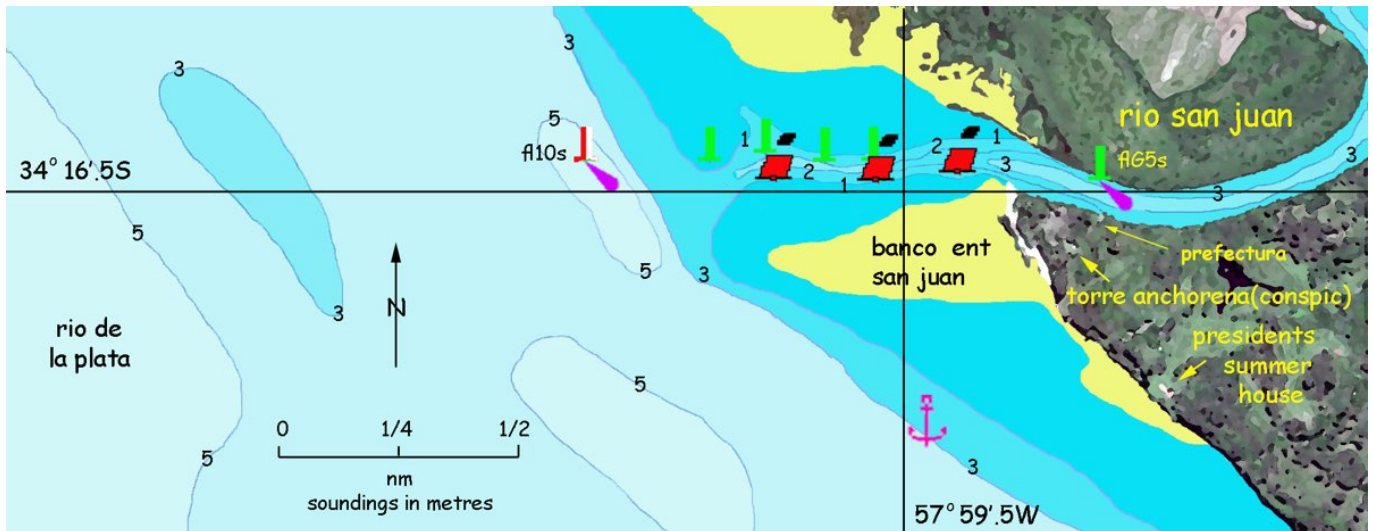 3
3
5
fl10s
34° 16'.5S
1
2
1
2
1
3
rio san juan
flG5s
3
3
5
5
3
3
banco ent
san juan
prefectura
torre anchorena(conspic)
presidents
summer
house
N
rio de
la plata
5
5
3
0 1/4 1/2
nm
soundings in metres
57° 59'.5W